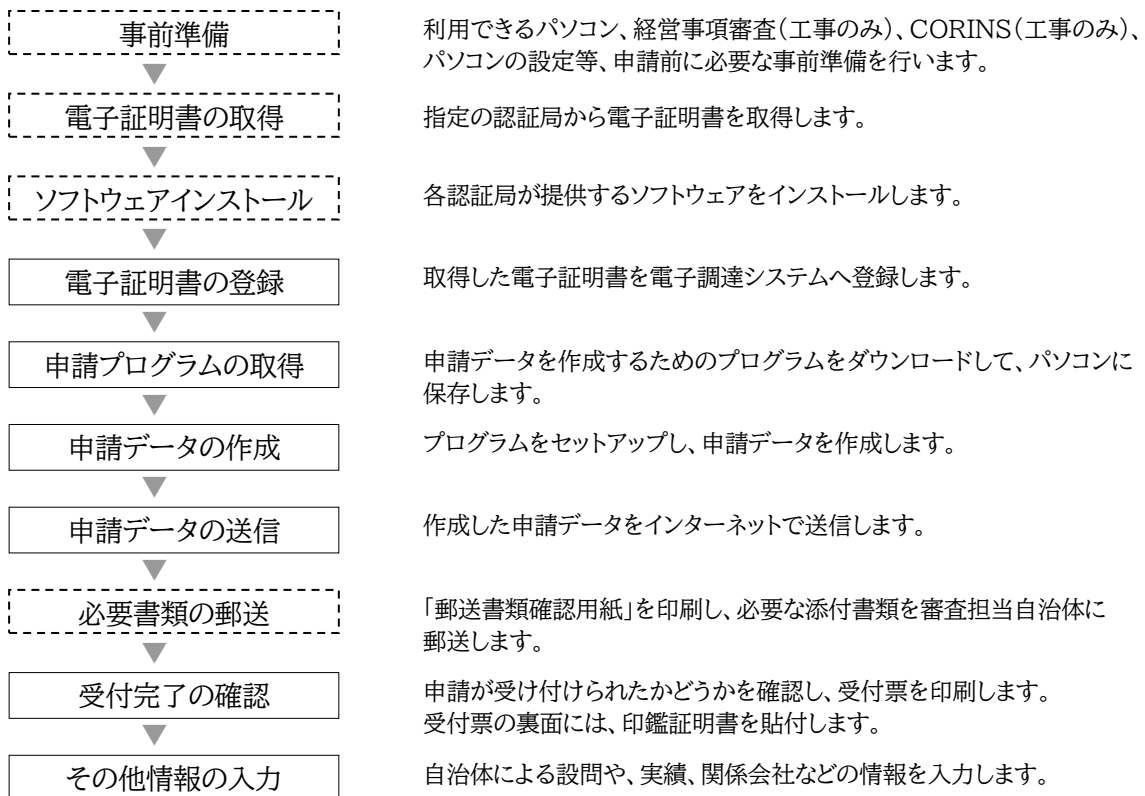 事前準備
利用できるパソコン、経営事項審査(工事のみ)、CORINS(工事のみ)、
パソコンの設定等、申請前に必要な事前準備を行います。
電子証明書の取得
指定の認証局から電子証明書を取得します。
ソフトウェアインストール
各認証局が提供するソフトウェアをインストールします。
電子証明書の登録
取得した電子証明書を電子調達システムへ登録します。
申請プログラムの取得
申請データを作成するためのプログラムをダウンロードして、パソコンに
保存します。
申請データの作成
プログラムをセットアップし、申請データを作成します。
申請データの送信
作成した申請データをインターネットで送信します。
必要書類の郵送
「郵送書類確認用紙」を印刷し、必要な添付書類を審査担当自治体に
郵送します。
受付完了の確認
申請が受け付けられたかどうかを確認し、受付票を印刷します。
受付票の裏面には、印鑑証明書を貼付します。
その他情報の入力
自治体による設問や、実績、関係会社などの情報を入力します。